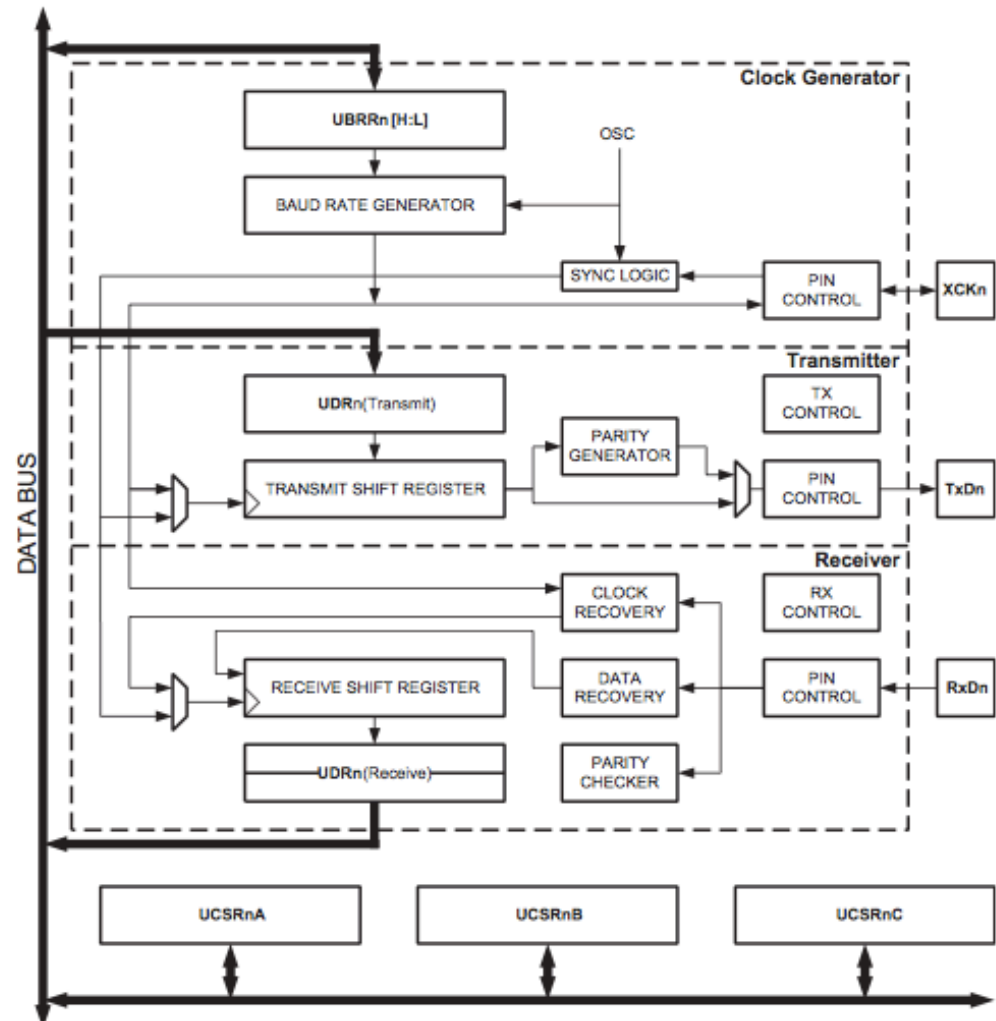 Clock Generator
UBRRn [H:L]
OSC
BAUD RATE GENERATOR
SYNC LOGIC
PIN
CONTROL
XCKn
Transmitter
UDRn(Transmit)
TX
CONTROL
PARITY
GENERATOR
TRANSMIT SHIFT REGISTER
PIN
CONTROL
TxDn
DATA BUS
Receiver
CLOCK
RECOVERY
RX
CONTROL
RECEIVE SHIFT REGISTER
DATA
RECOVERY
PIN
CONTROL
RxDn
UDRn(Receive)
PARITY
CHECKER
UCSRnA
UCSRnB
UCSRnC